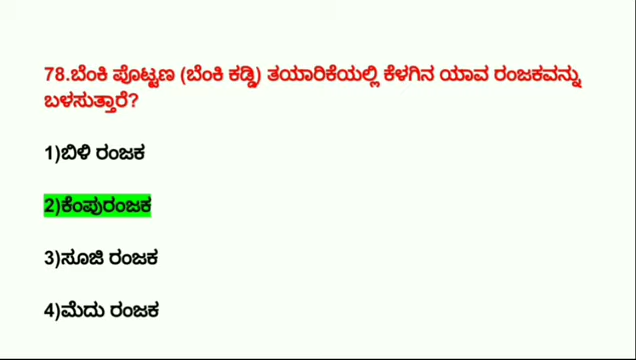 78.ಬೆಂಕಿ ಪೊಟ್ಟಣ (ಬೆಂಕಿ ಕಡ್ಡಿ) ತಯಾರಿಕೆಯಲ್ಲಿ ಕೆಳಗಿನ ಯಾವ ರಂಜಕವನ್ನು
ಬಳಸುತ್ತಾರೆ?
1)ಬಿಳಿ ರಂಜಕ
2)ಕೆಂಪುರಂಜಕ
3)ಸೂಜಿ ರಂಜಕ
4)ಮೆದು ರಂಜಕ